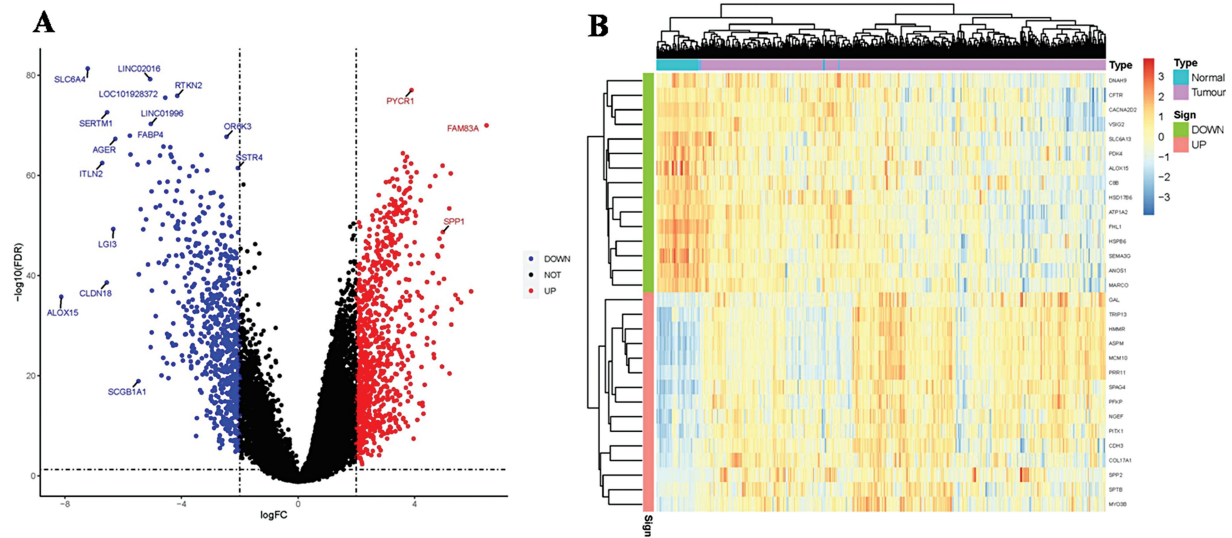 A
SLC6A4
LINC02016
RTKN2
LOC101928372
SERTM1
LINC01996
FABP4
OR6K3
AGER
SSTR4
ITLN2
LGI3
CLDN18
ALOX15
SCGB1A1
PYCR1
FAM83A
SPP1
80
60
40
20
0
−log10(FDR)
−8
−4
0
4
logFC
DOWN
NOT
UP
B
Type
DNAH9
CFTR
CACNA2D2
VSIG2
SLC6A13
PDK4
ALOX15
C8B
HSD17B6
ATP1A2
FHL1
HSPB6
SEMA3G
ANOS1
MARCO
GAL
TRIP13
HMMR
ASPM
MCM10
PRR11
SPAG4
PFKP
NGEF
PITX1
CDH3
COL17A1
SPP2
SPTB
MYO3B
Sign
3
2
1
0
−1
−2
−3
Type
Normal
Tumour
Sign
DOWN
UP